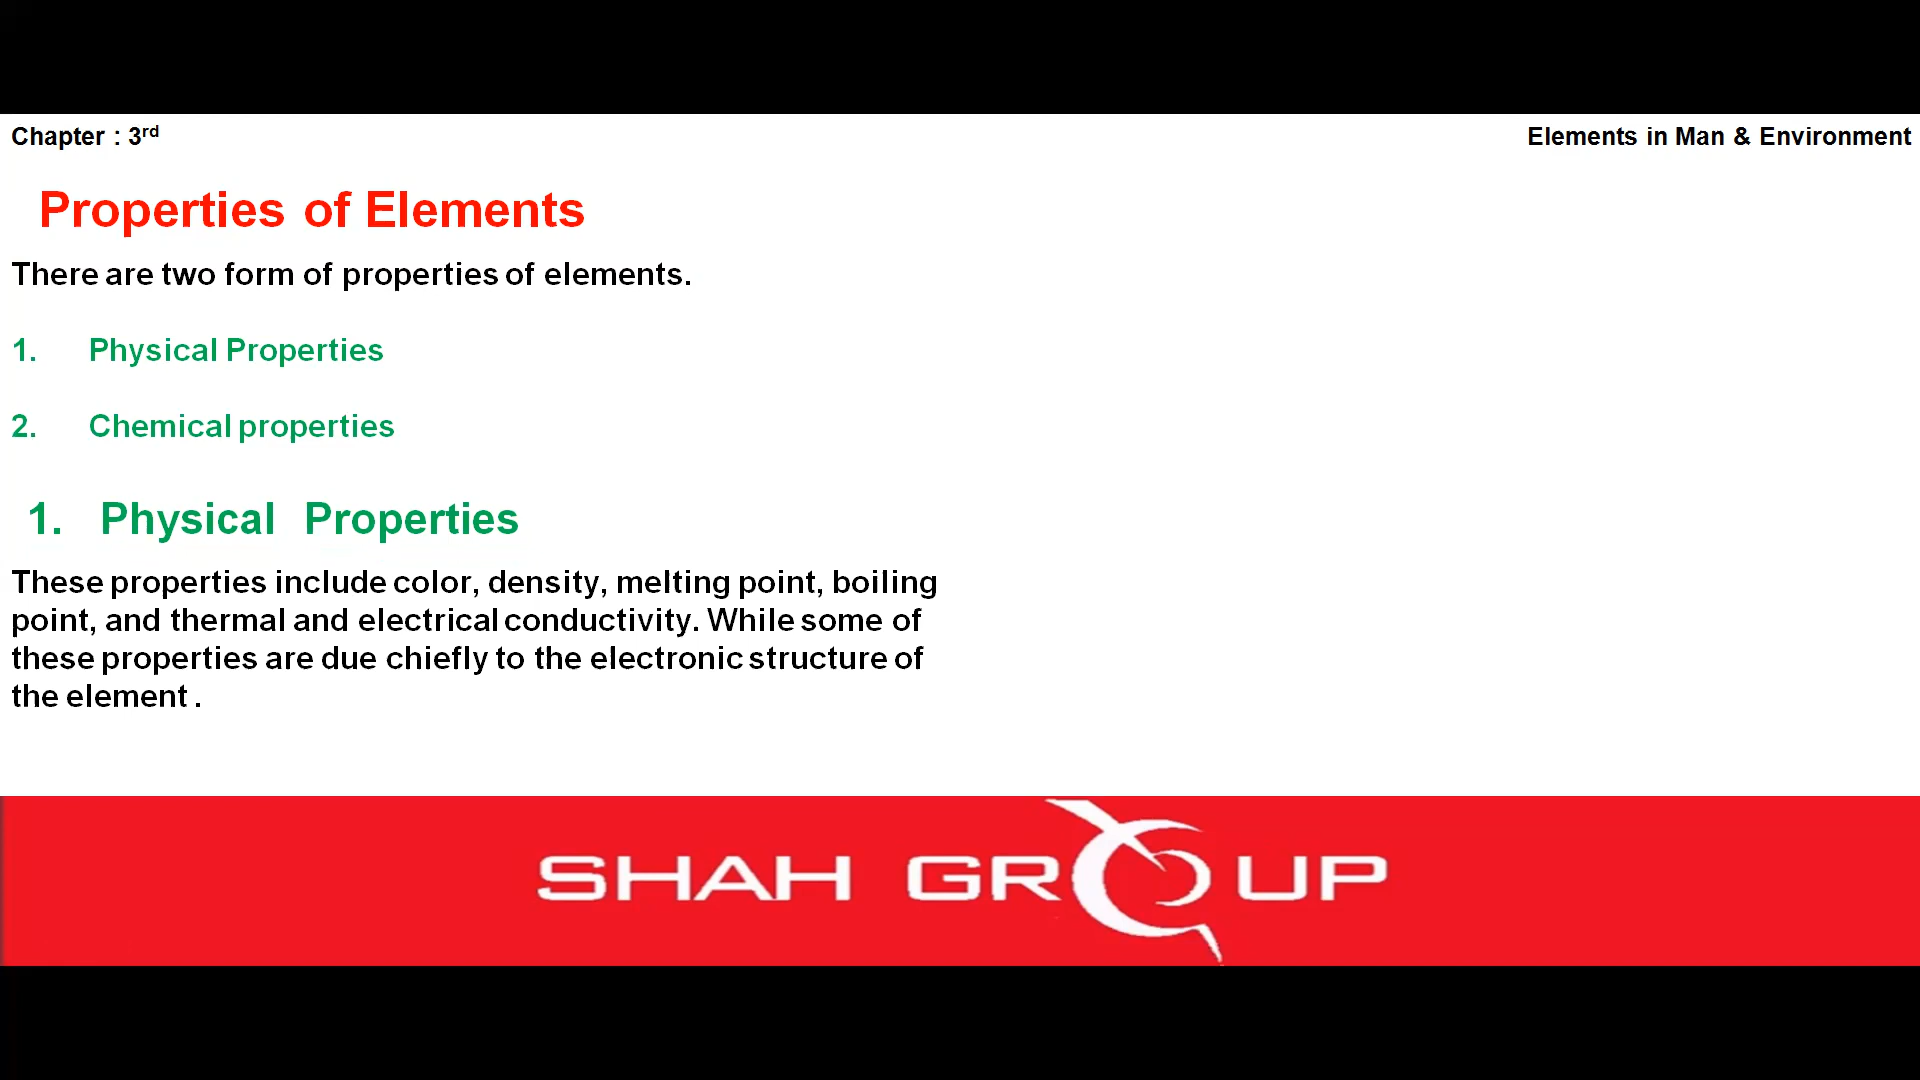 Chapter : 3rd
Elements in Man & Environment
Properties of Elements
There are two form of properties of elements.
1. Physical Properties
2. Chemical properties
1. Physical Properties
These properties include color, density, melting point, boiling
point, and thermal and electrical conductivity. While some of
these properties are due chiefly to the electronic structure of
the element .
SHAH GROUP